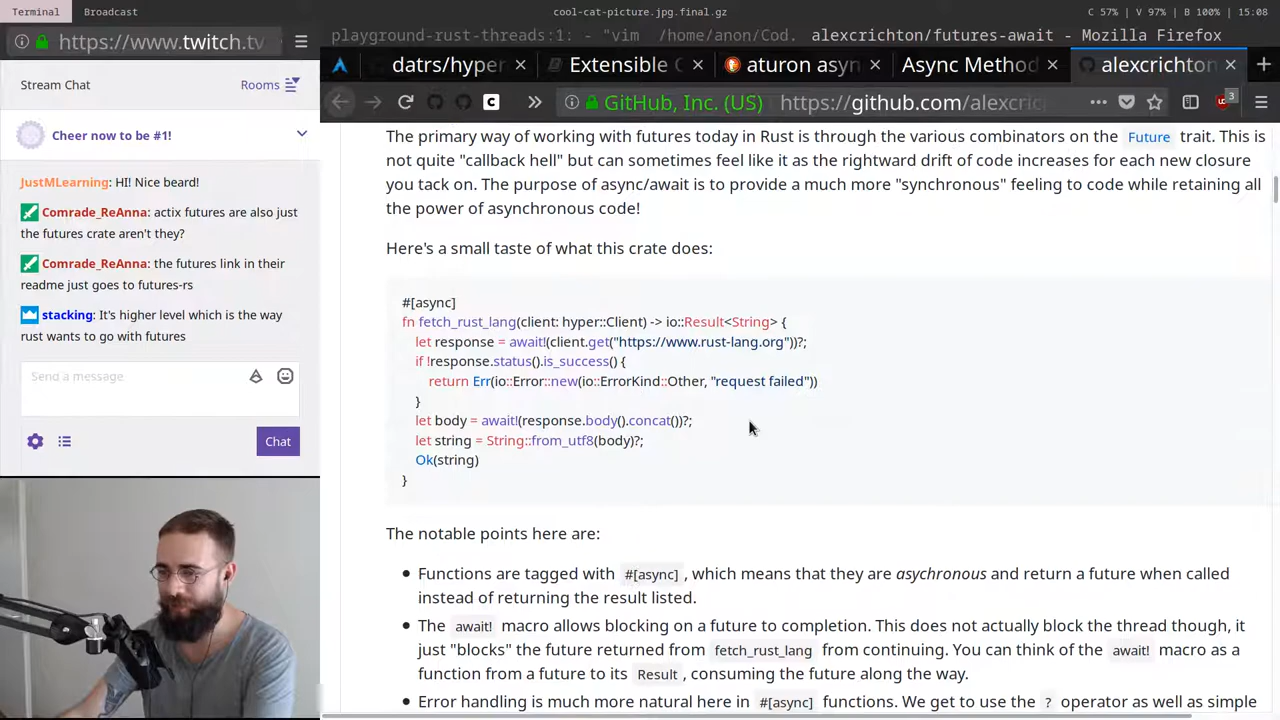 Terminal Broadcast cool-cat-picture.jpg.final.gz C 57% | V 97% | B 100% | 15:08
https://www.twitch.tv
playground-rust-threads:1: - "vim /home/anon/Cod. alexcrichton/futures-await - Mozilla Firefox
datrs/hyper Extensible C aturon asyn Async Method alexcrichton
GitHub, Inc. (US) https://github.com/alexcric 3
Stream Chat Rooms
Cheer now to be #1!
JustMLearning: HI! Nice beard!
Comrade_ReAnna: actix futures are also just
the futures crate aren't they?
Comrade_ReAnna: the futures link in their
readme just goes to futures-rs
stacking: It's higher level which is the way
rust wants to go with futures
Send a message
Chat
The primary way of working with futures today in Rust is through the various combinators on the Future trait. This is
not quite "callback hell" but can sometimes feel like it as the rightward drift of code increases for each new closure
you tack on. The purpose of async/await is to provide a much more "synchronous" feeling to code while retaining all
the power of asynchronous code!
Here's a small taste of what this crate does:
#[async]
fn fetch_rust_lang(client: hyper::Client) -> io::Result<String> {
let response = await!(client.get("https://www.rust-lang.org"))?;
if !response.status().is_success() {
return Err(io::Error::new(io::ErrorKind::Other, "request failed"))
}
let body = await!(response.body().concat())?;
let string = String::from_utf8(body)?;
Ok(string)
}
The notable points here are:
Functions are tagged with #[async], which means that they are asychronous and return a future when called
instead of returning the result listed.
The await! macro allows blocking on a future to completion. This does not actually block the thread though, it
just "blocks" the future returned from fetch_rust_lang from continuing. You can think of the await! macro as a
function from a future to its Result, consuming the future along the way.
Error handling is much more natural here in #[async] functions. We get to use the ? operator as well as simple